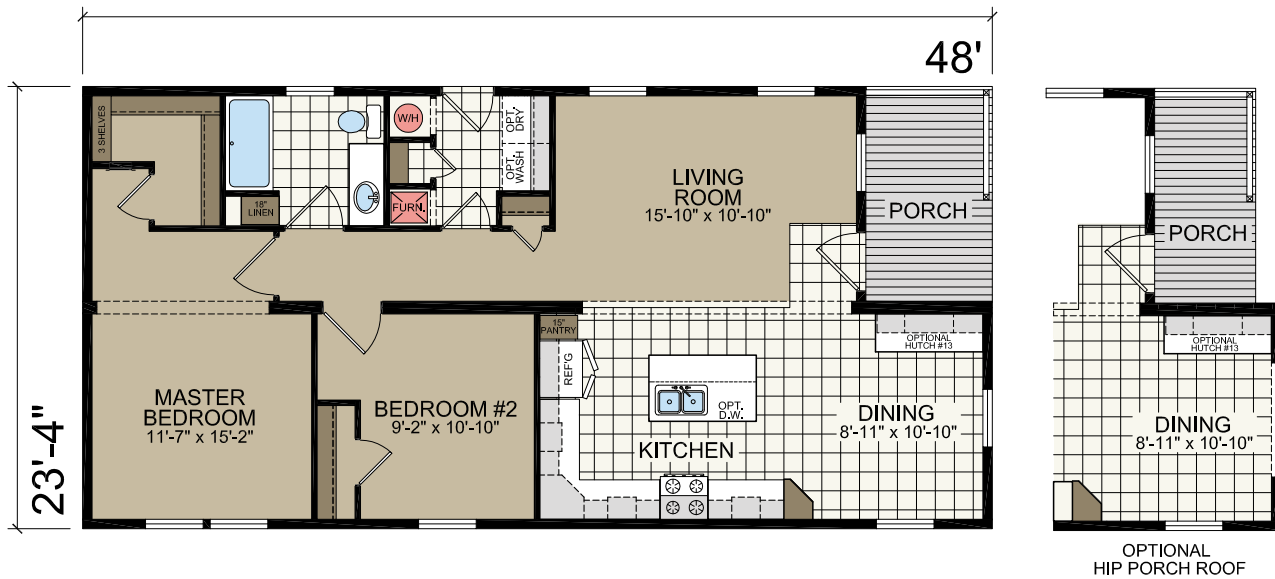 48'
23'-4"
3 SHELVES
18"
LINEN
W/H
FURN.
OPT.
DRY
OPT.
WASH
LIVING
ROOM
15'-10" x 10'-10"
PORCH
MASTER
BEDROOM
11'-7" x 15'-2"
BEDROOM #2
9'-2" x 10'-10"
15"
PANTRY
REF'G
OPT.
D.W.
KITCHEN
OPTIONAL
HUTCH #13
DINING
8'-11" x 10'-10"
PORCH
OPTIONAL
HUTCH #13
DINING
8'-11" x 10'-10"
OPTIONAL
HIP PORCH ROOF